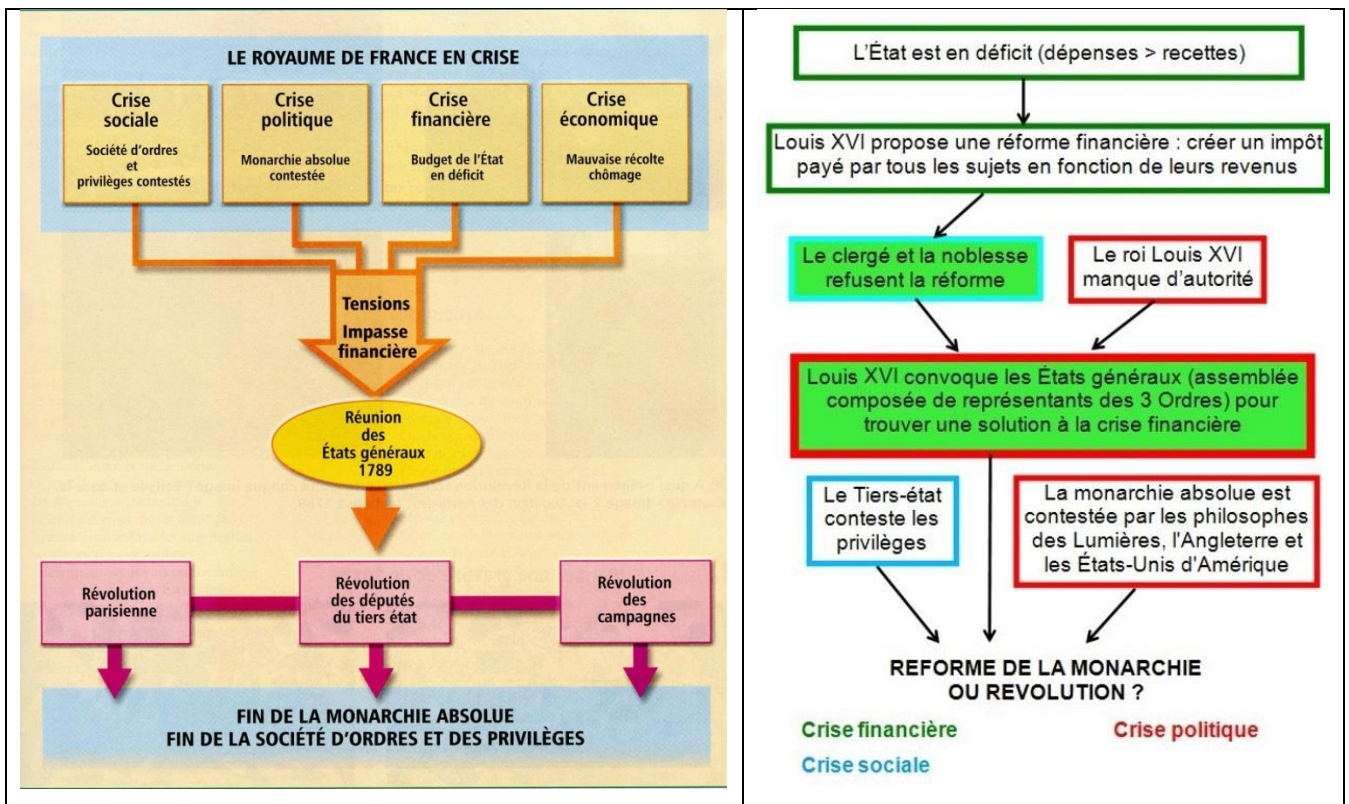 LE ROYAUME DE FRANCE EN CRISE
Crise
sociale
Société d'ordres
et
privilèges contestés
Crise
politique
Monarchie absolue
contestée
Crise
financière
Budget de l'État
en déficit
Crise
économique
Mauvaise récolte
chômage
Tensions
Impasse
financière
Réunion
des
États généraux
1789
Révolution
parisienne
Révolution
des députés
du tiers état
Révolution
des
campagnes
FIN DE LA MONARCHIE ABSOLUE
FIN DE LA SOCIÉTÉ D'ORDRES ET DES PRIVILÈGES
L'État est en déficit (dépenses > recettes)
Louis XVI propose une réforme financière : créer un impôt
payé par tous les sujets en fonction de leurs revenus
Le clergé et la noblesse
refusent la réforme
Le roi Louis XVI
manque d'autorité
Louis XVI convoque les États généraux (assemblée
composée de représentants des 3 Ordres) pour
trouver une solution à la crise financière
Le Tiers-état
conteste les
privilèges
La monarchie absolue est
contestée par les philosophes
des Lumières, l'Angleterre et
les États-Unis d'Amérique
REFORME DE LA MONARCHIE
OU REVOLUTION ?
Crise financière
Crise politique
Crise sociale